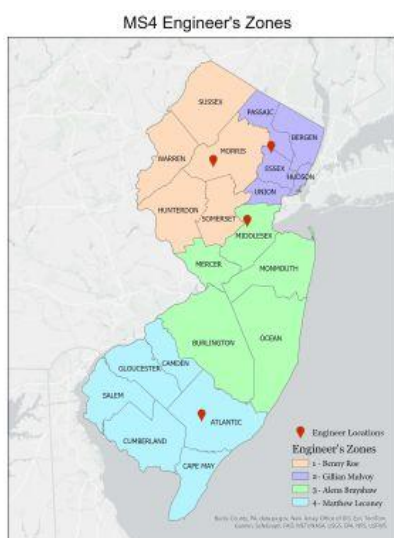 MS4 Engineer's Zones
SUSSEX
PASSAIC
BERGEN
MORRIS
WARREN
ESSEX
HUDSON
UNION
HUNTERDON
SOMERSET
MIDDLESEX
MERCER
MONMOUTH
OCEAN
BURLINGTON
CAMDEN
GLOUCESTER
SALEM
ATLANTIC
CUMBERLAND
CAPE MAY
Engineer Locations
Engineer's Zones
1 - Benny Rae
2 - Gillian Mulvoy
3 - Alena Brayshaw
4 - Matthew Leconey